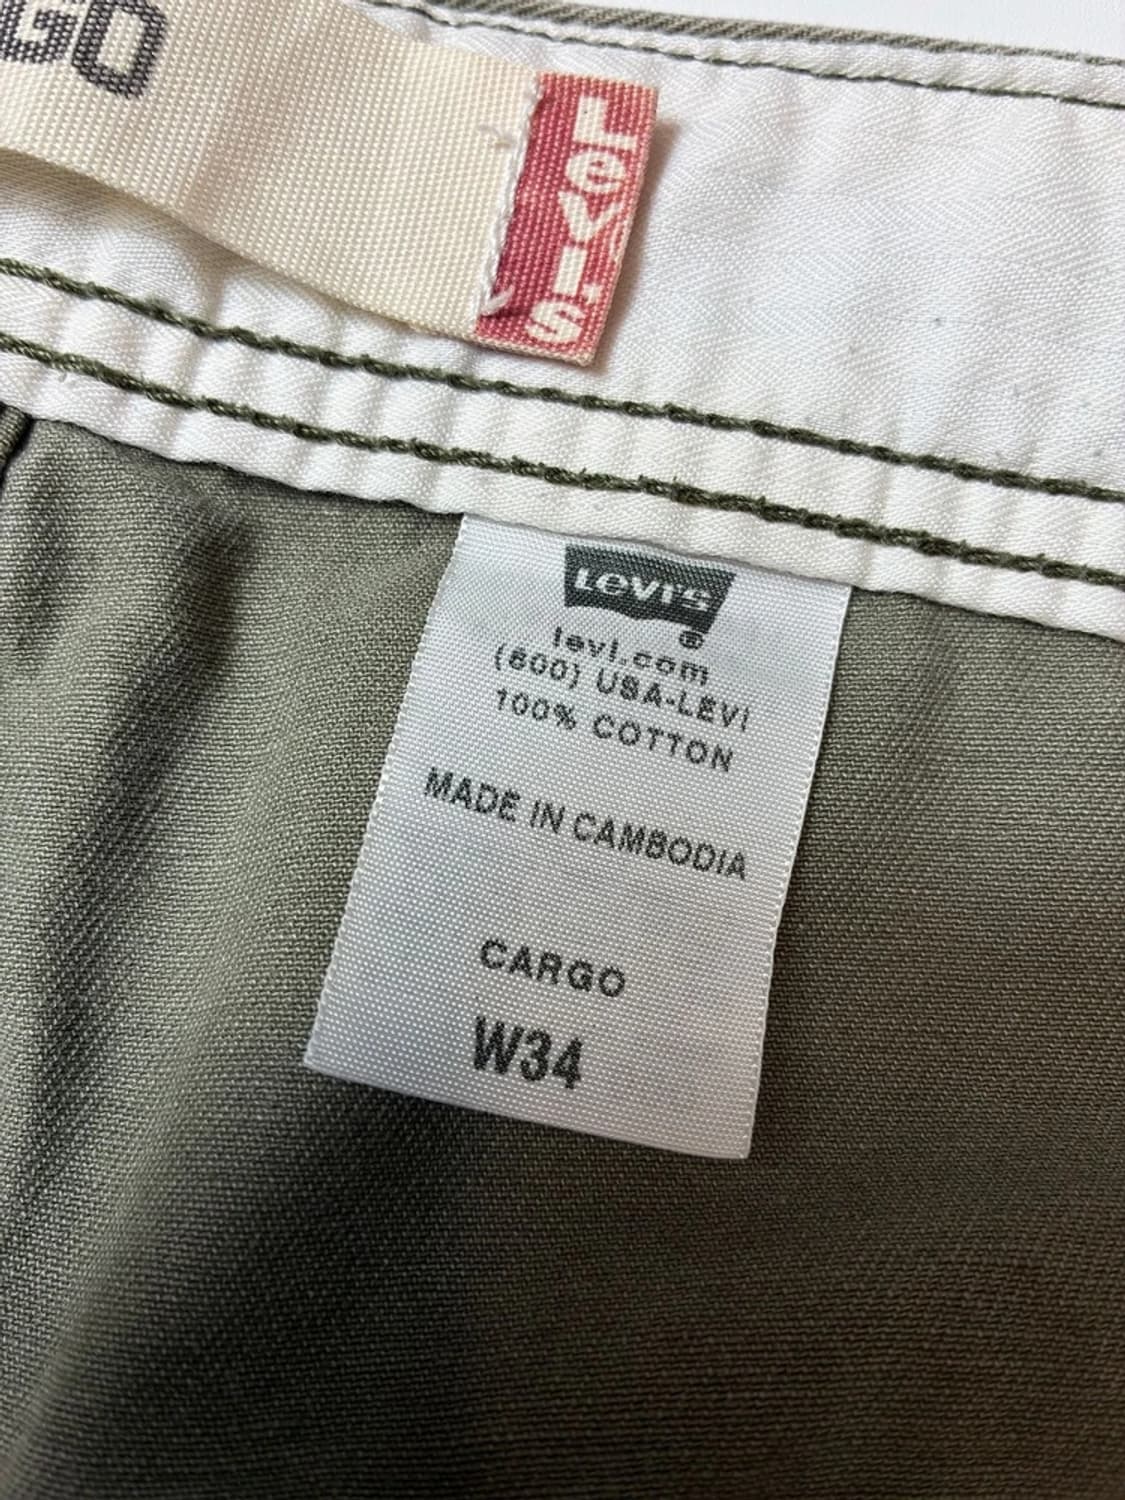 GO
Levi's
LEVI'S
®
levi.com
(800) USA-LEVI
100% COTTON
MADE IN CAMBODIA
CARGO
W34